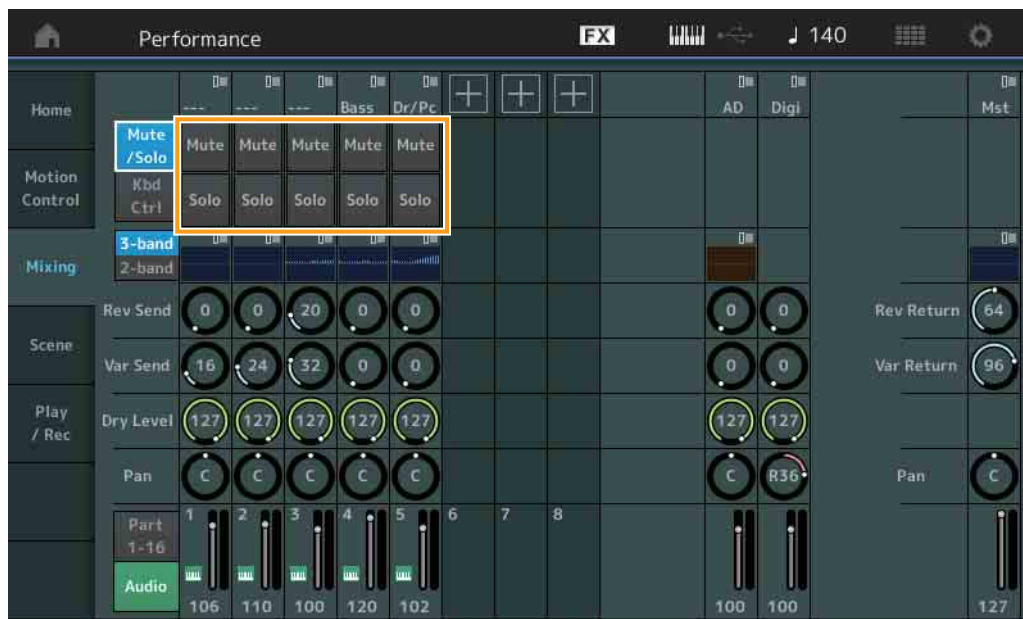 Performance FX 140
Home --- --- --- Bass Dr/Pc AD Digi Mst
Mute /Solo Mute Mute Mute Mute Mute
Motion Control Kbd Ctrl Solo Solo Solo Solo Solo
Mixing 3-band 2-band
Rev Send 0 0 20 0 0 0 0 Rev Return 64
Scene
Var Send 16 24 32 0 0 0 0 Var Return 96
Play / Rec
Dry Level 127 127 127 127 127 127 127
Pan C C C C C C R36 Pan C
Part 1-16 1 2 3 4 5 6 7 8
Audio
106 110 100 120 102 100 100 127